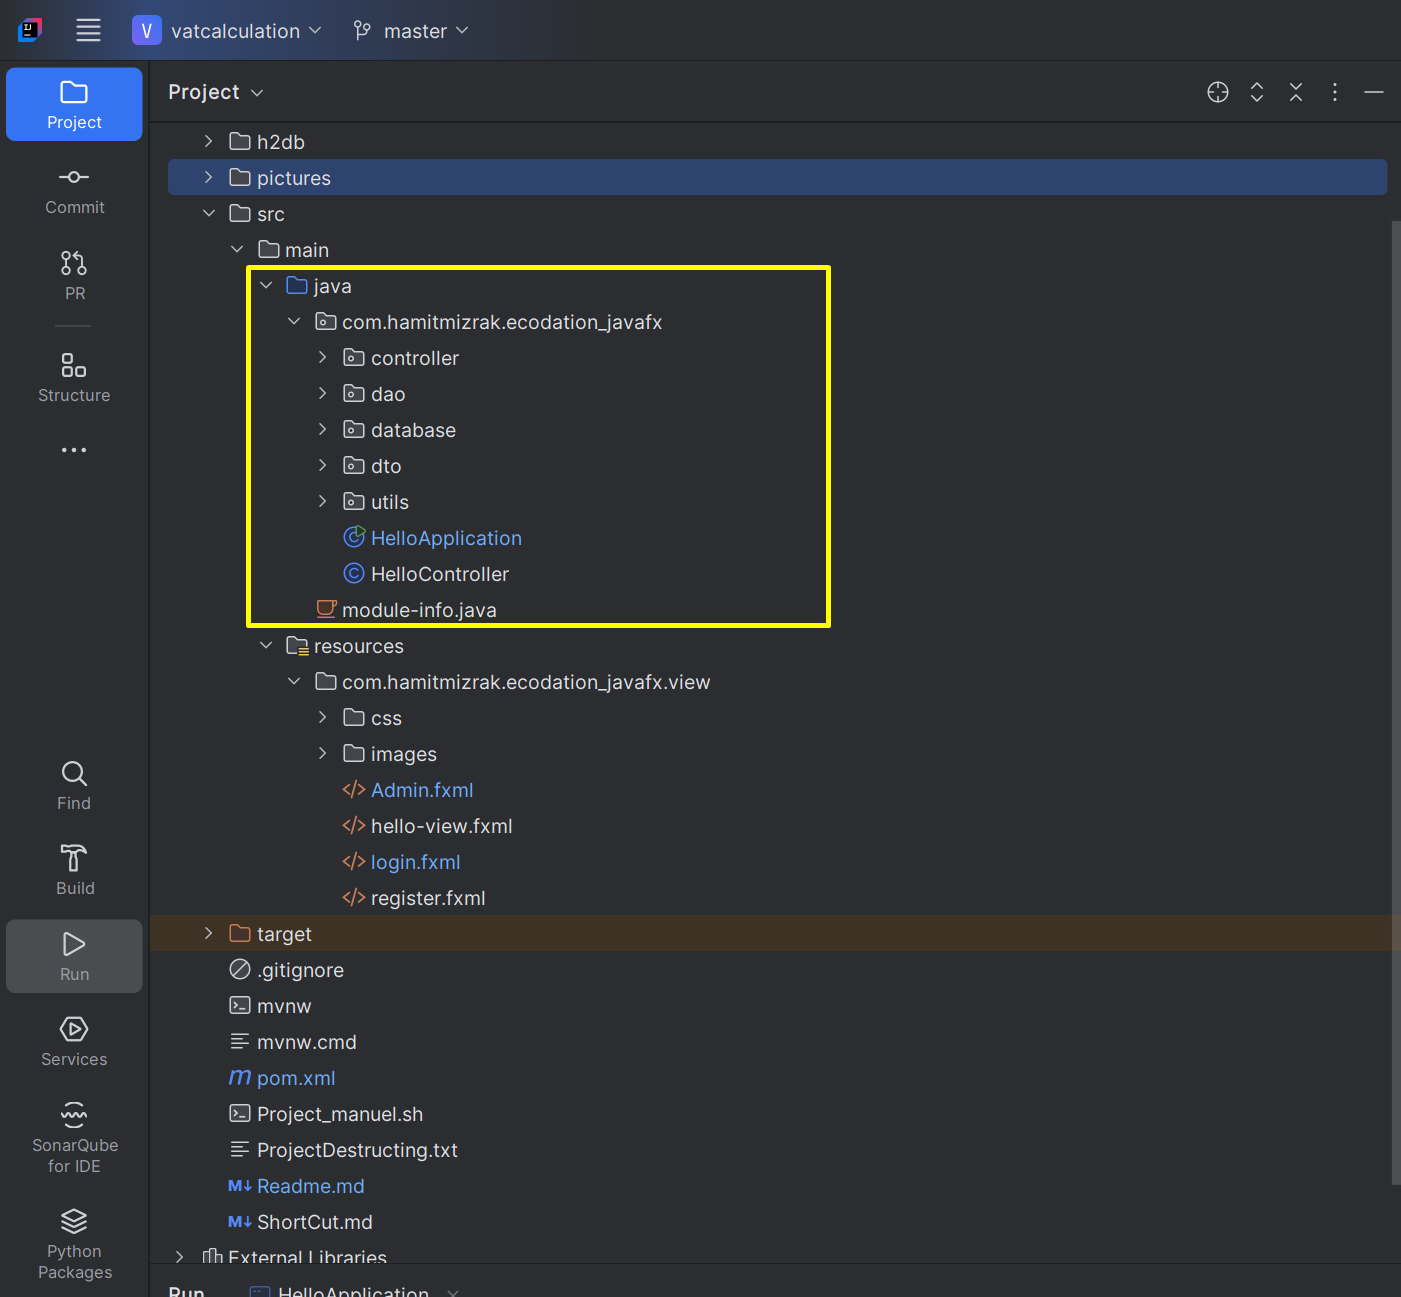 V vatcalculation master
Project
Project
Commit
PR
Structure
Find
Build
Run
Services
SonarQube
for IDE
Python
Packages
h2db
pictures
src
main
java
com.hamitmizrak.ecodation_javafx
controller
dao
database
dto
utils
HelloApplication
HelloController
module-info.java
resources
com.hamitmizrak.ecodation_javafx.view
css
images
Admin.fxml
hello-view.fxml
login.fxml
register.fxml
target
.gitignore
mvnw
mvnw.cmd
m pom.xml
Project_manuel.sh
ProjectDestructing.txt
M↓ Readme.md
M↓ ShortCut.md
External Libraries
Run HelloApplication